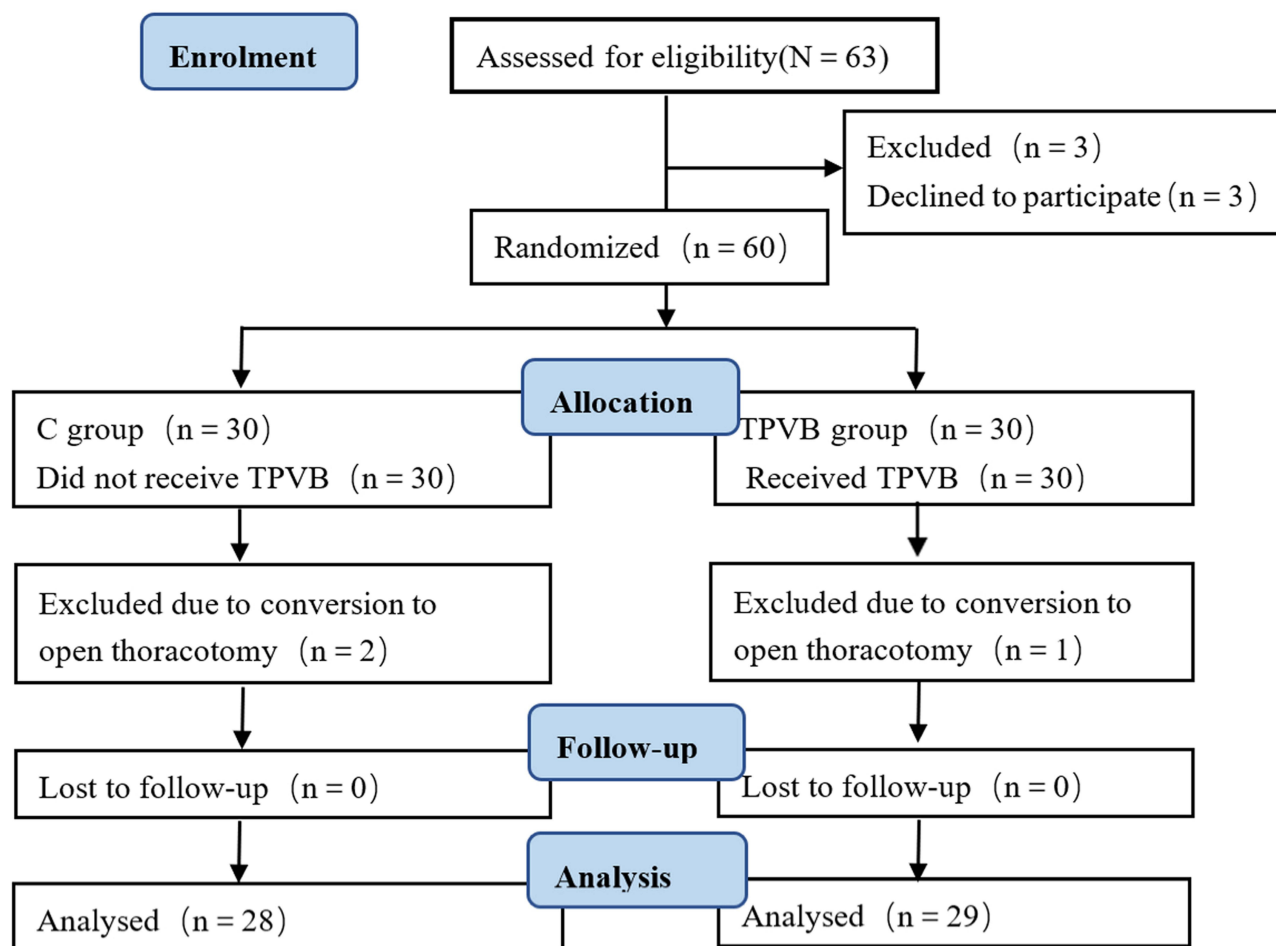 Enrolment
Assessed for eligibility(N = 63)
Excluded (n = 3)
Declined to participate (n = 3)
Randomized (n = 60)
Allocation
C group (n = 30)
Did not receive TPVB (n = 30)
TPVB group (n = 30)
Received TPVB (n = 30)
Excluded due to conversion to
open thoracotomy (n = 2)
Excluded due to conversion to
open thoracotomy (n = 1)
Follow-up
Lost to follow-up (n = 0)
Lost to follow-up (n = 0)
Analysis
Analysed (n = 28)
Analysed (n = 29)